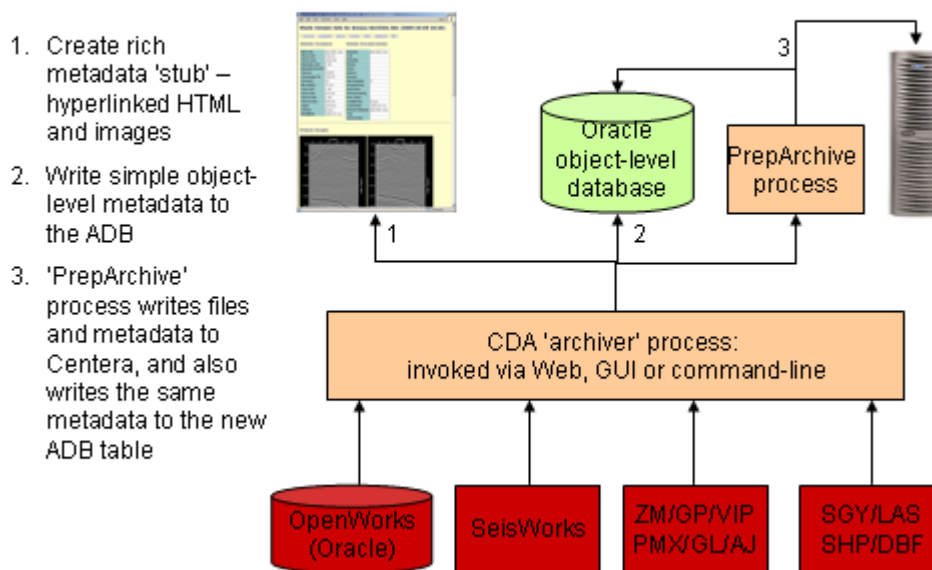 1. Create rich
metadata 'stub' –
hyperlinked HTML
and images
2. Write simple object-
level metadata to
the ADB
3. 'PrepArchive'
process writes files
and metadata to
Centera, and also
writes the same
metadata to the new
ADB table
3
Oracle
object-level
database
PrepArchive
process
1
2
CDA 'archiver' process:
invoked via Web, GUI or command-line
OpenWorks
(Oracle)
SeisWorks
ZM/GP/VIP
PMX/GL/AJ
SGY/LAS
SHP/DBF